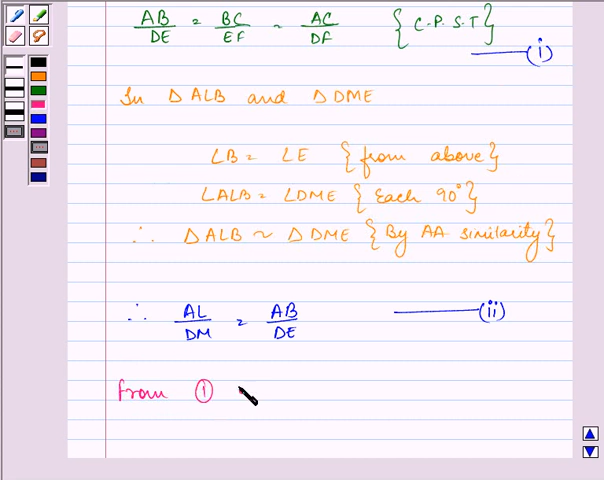 AB/DE = BC/EF = AC/DF {C.P.S.T}
(i)
In △ALB and △DME
∠B = ∠E {from above}
∠ALB = ∠DME {Each 90°}
∴ △ALB ~ △DME {By AA similarity}
∴ AL/DM = AB/DE (ii)
from ①